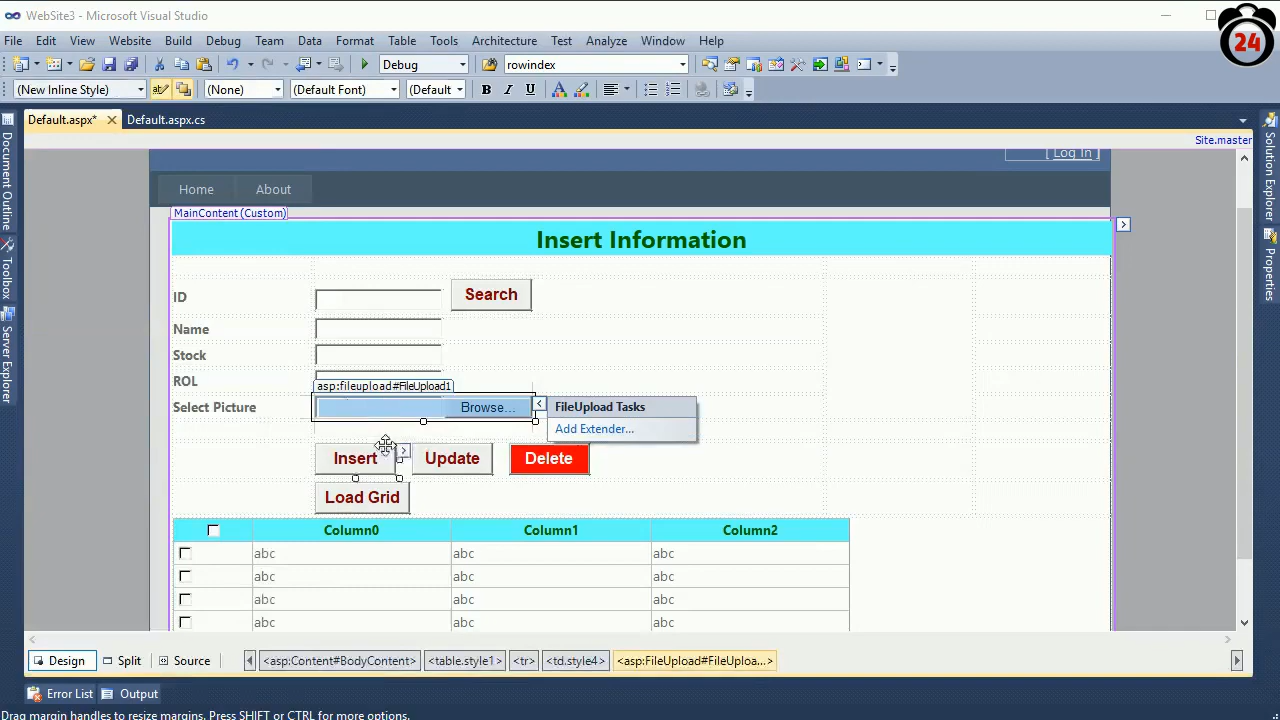 WebSite3 - Microsoft Visual Studio
24
File Edit View Website Build Debug Team Data Format Table Tools Architecture Test Analyze Window Help
Debug rowindex
(New Inline Style) (None) (Default Font) (Default B I U A
Default.aspx* Default.aspx.cs
Site.master
Document Outline
Toolbox
Server Explorer
Solution Explorer
Properties
[ Log In ]
Home About
MainContent (Custom)
Insert Information
ID Search
Name
Stock
ROL
asp:fileupload#FileUpload1
Select Picture Browse... FileUpload Tasks
Add Extender...
Insert Update Delete
Load Grid
Column0 Column1 Column2
abc abc abc
abc abc abc
abc abc abc
abc abc abc
Design Split Source <asp:Content#BodyContent> <table.style1> <tr> <td.style4> <asp:FileUpload#FileUploa...>
Error List Output
Drag margin handles to resize margins. Press SHIFT or CTRL for more options.